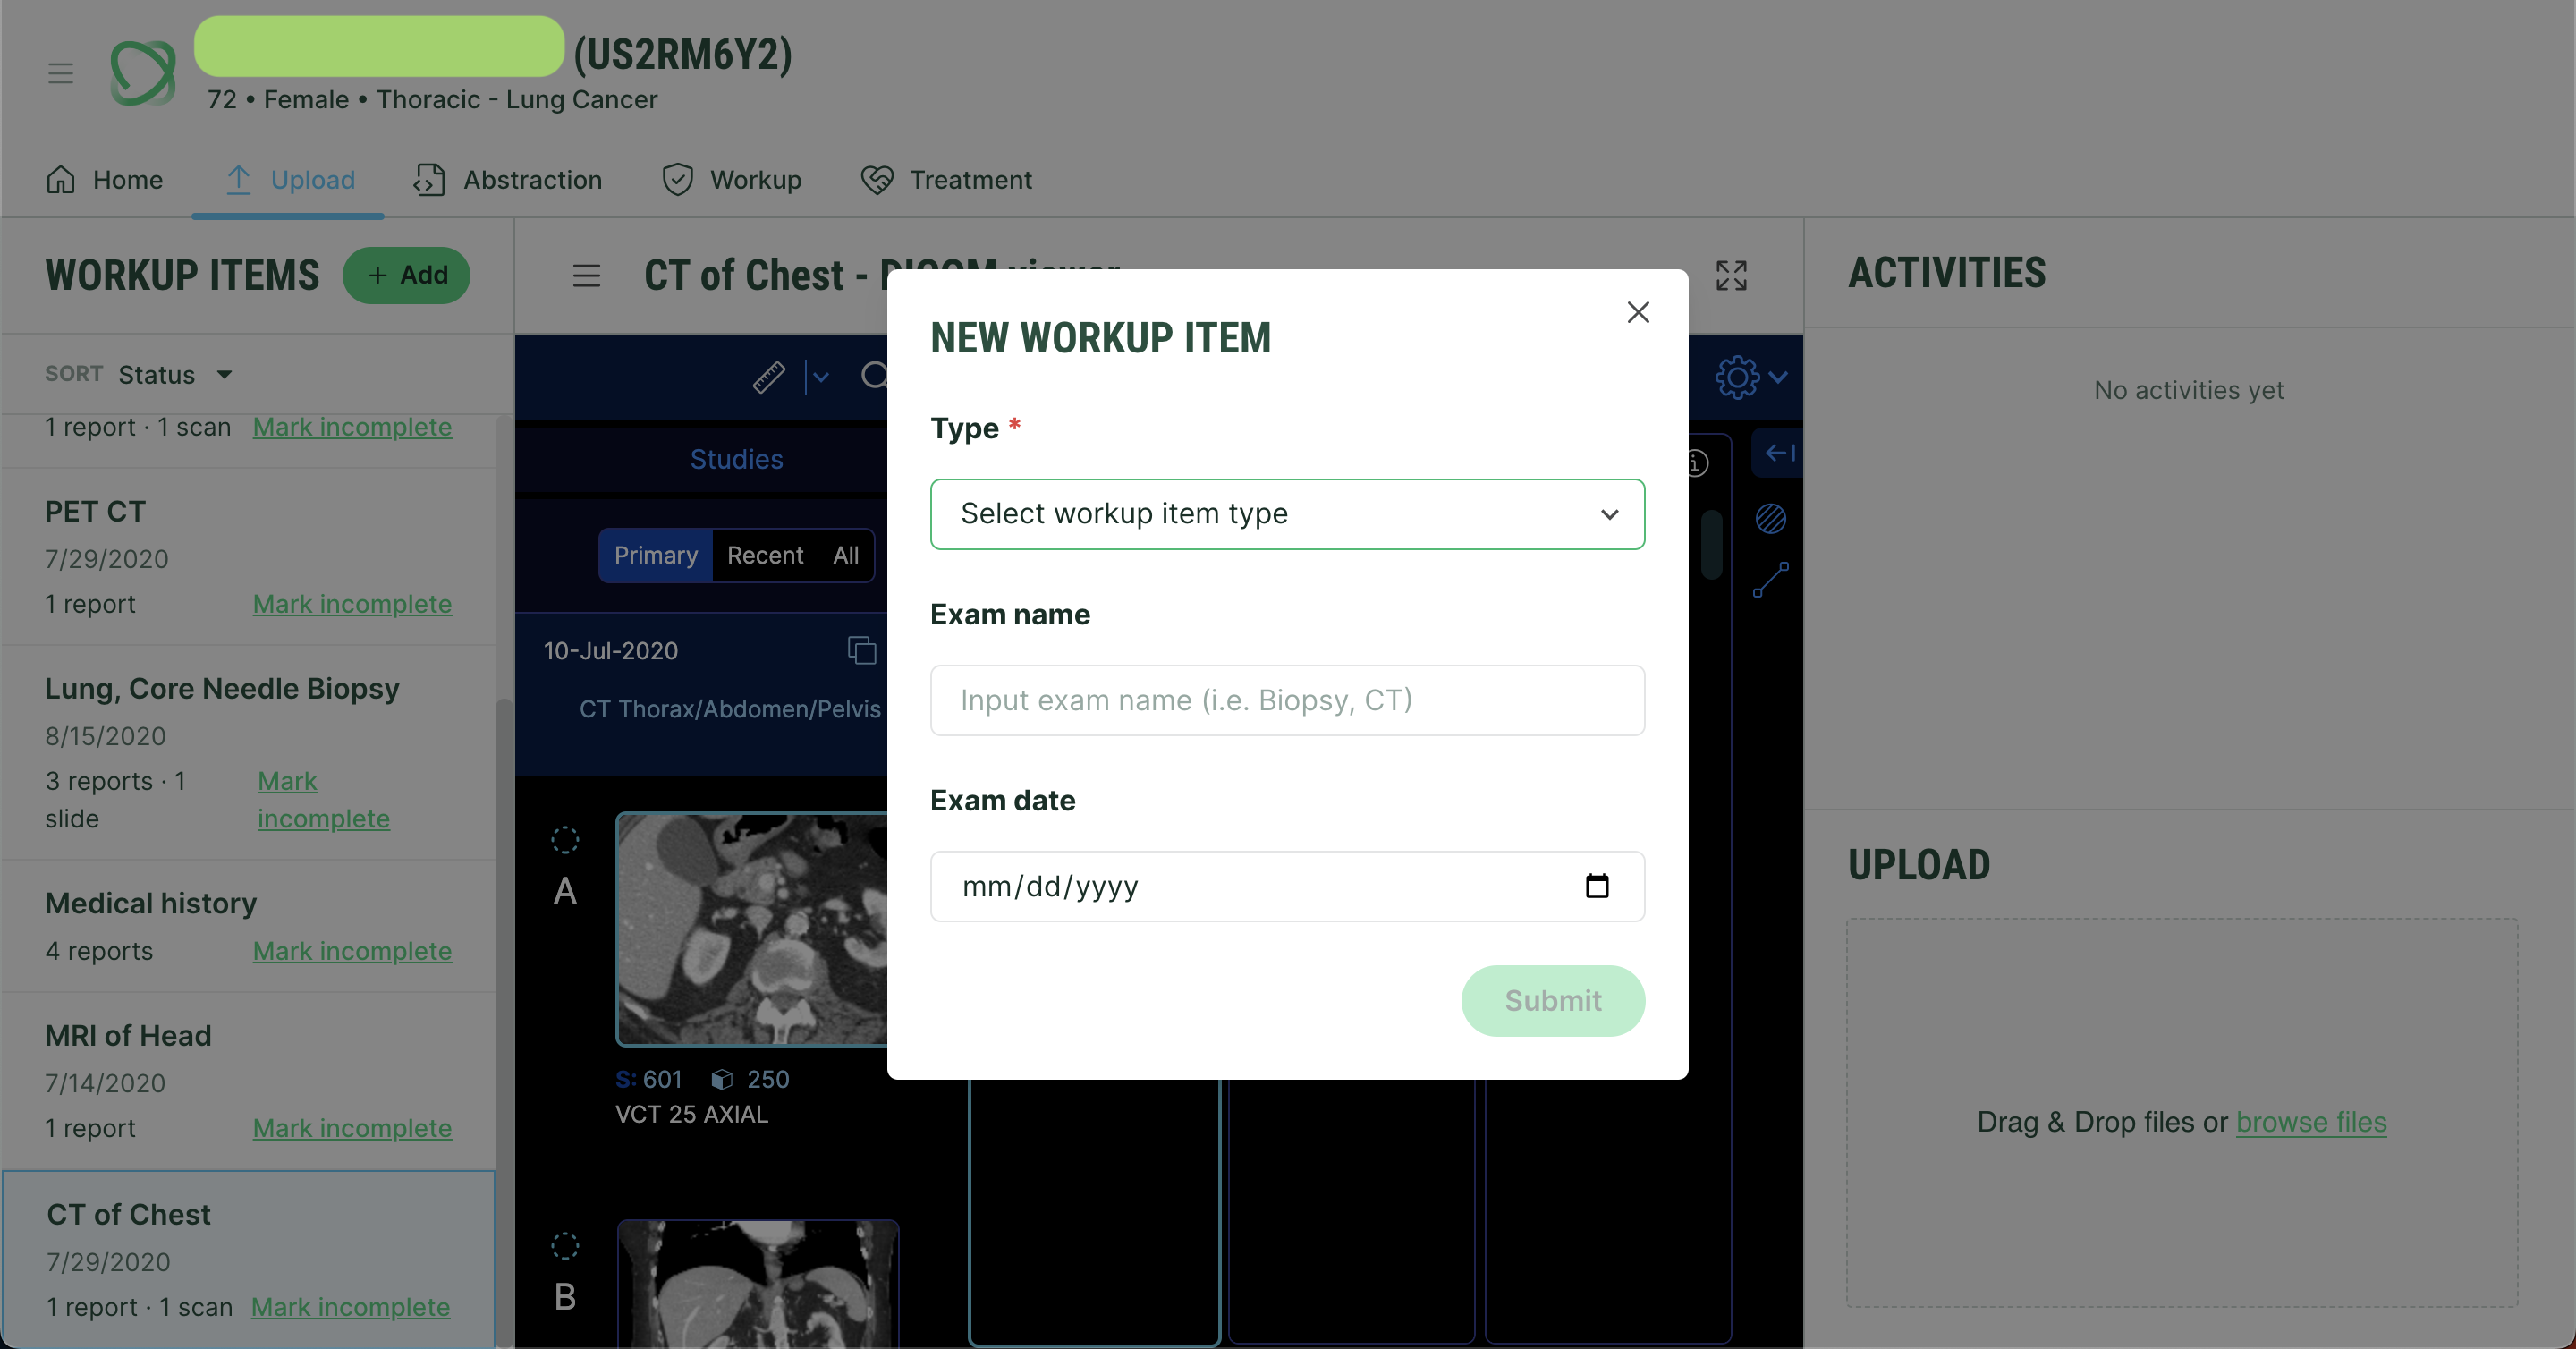 (US2RM6Y2)
72 • Female • Thoracic - Lung Cancer
Home
Upload
Abstraction
Workup
Treatment
WORKUP ITEMS
+ Add
SORT Status
1 report · 1 scan Mark incomplete
PET CT
7/29/2020
1 report Mark incomplete
Lung, Core Needle Biopsy
8/15/2020
3 reports · 1 Mark
slide incomplete
Medical history
4 reports Mark incomplete
MRI of Head
7/14/2020
1 report Mark incomplete
CT of Chest
7/29/2020
1 report · 1 scan Mark incomplete
CT of Chest -
Studies
Primary Recent All
10-Jul-2020
CT Thorax/Abdomen/Pelvis
A
S: 601 250
VCT 25 AXIAL
B
NEW WORKUP ITEM
Type *
Select workup item type
Exam name
Input exam name (i.e. Biopsy, CT)
Exam date
mm/dd/yyyy
Submit
ACTIVITIES
No activities yet
UPLOAD
Drag & Drop files or browse files